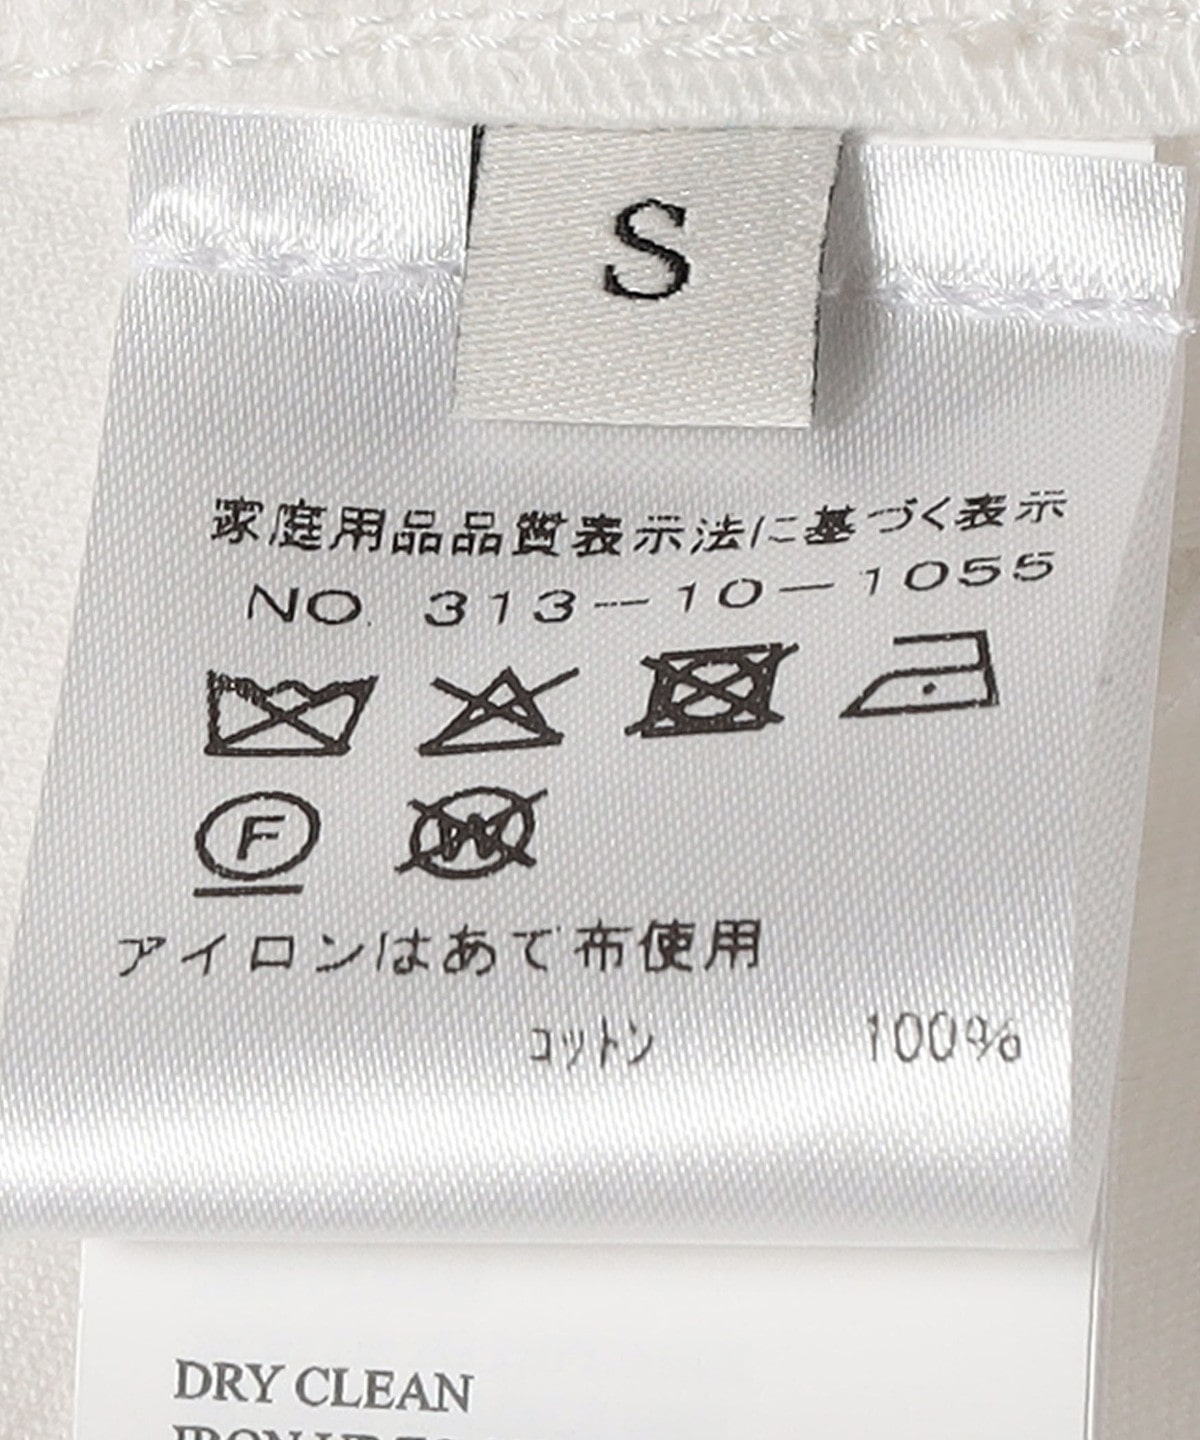 S
家庭用品品質表示法に基づく表示
NO. 313-10-1055
F
W
アイロンはあて布使用
コットン 100%
DRY CLEAN